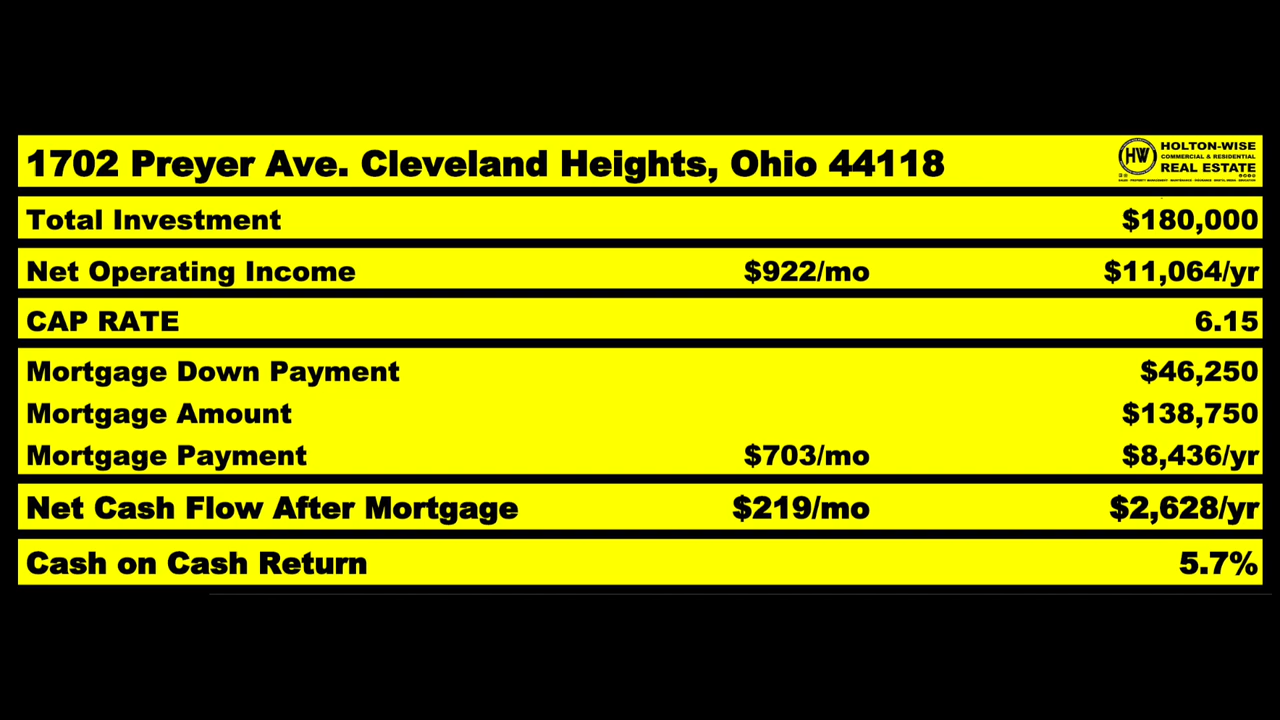 1702 Preyer Ave. Cleveland Heights, Ohio 44118
HW
HOLTON-WISE
COMMERCIAL & RESIDENTIAL
REAL ESTATE
Total Investment $180,000
Net Operating Income $922/mo $11,064/yr
CAP RATE 6.15
Mortgage Down Payment $46,250
Mortgage Amount $138,750
Mortgage Payment $703/mo $8,436/yr
Net Cash Flow After Mortgage $219/mo $2,628/yr
Cash on Cash Return 5.7%